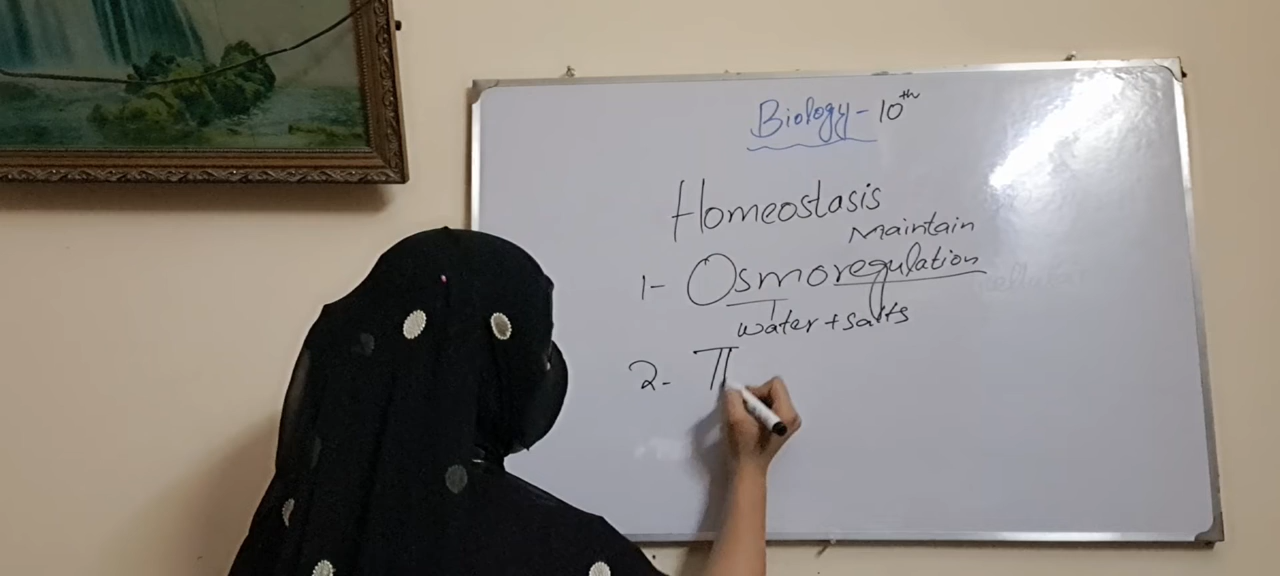 Biology - 10th
Homeostasis
Maintain
1- Osmoregulation
water + salts
2- T